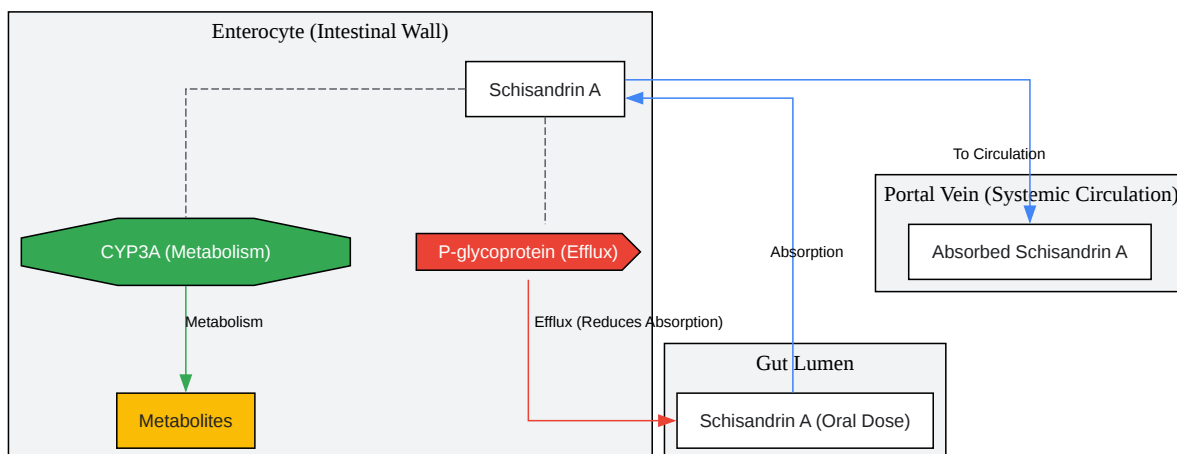 Enterocyte (Intestinal Wall)
Schisandrin A
To Circulation
Portal Vein (Systemic Circulation)
CYP3A (Metabolism)
P-glycoprotein (Efflux)
Absorption
Absorbed Schisandrin A
Metabolism
Efflux (Reduces Absorption)
Gut Lumen
Metabolites
Schisandrin A (Oral Dose)